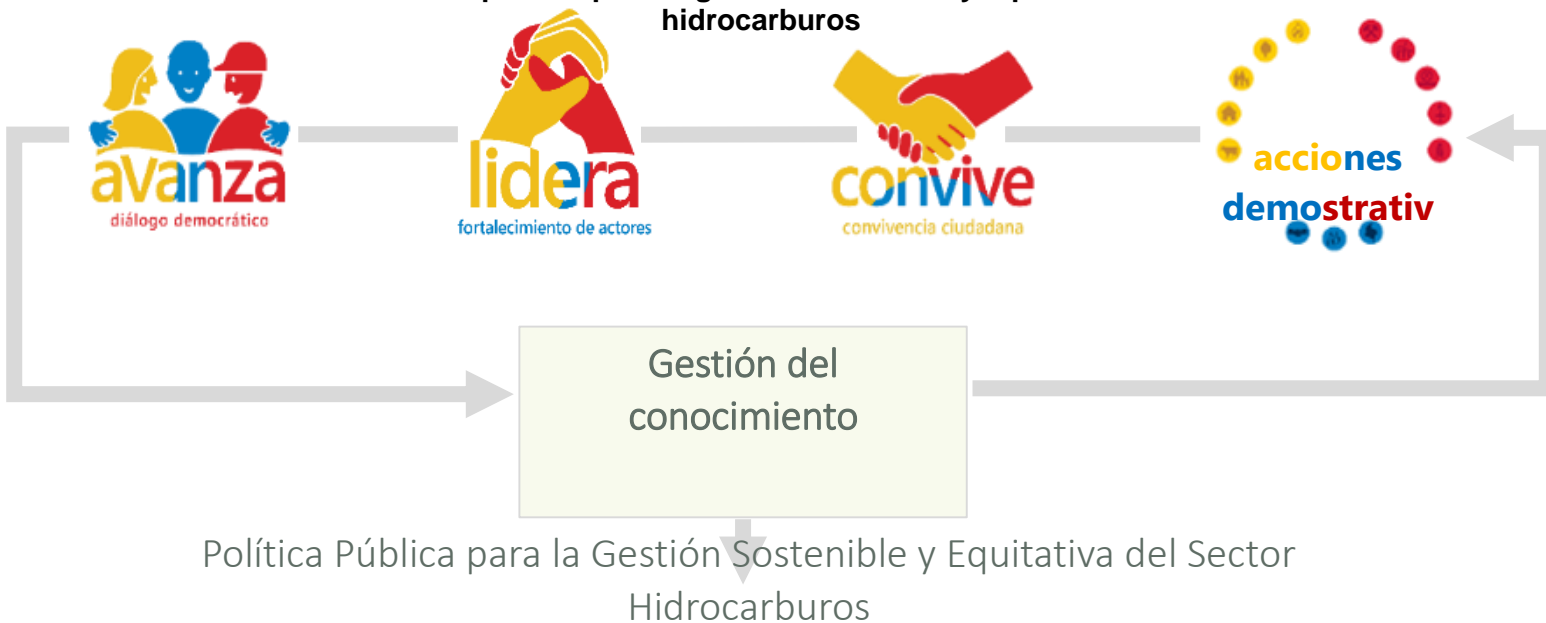 hidrocarburos
avanza
diálogo democrático
lidera
fortalecimiento de actores
convive
convivencia ciudadana
acciones
demostrativ
Gestión del
conocimiento
Política Pública para la Gestión Sostenible y Equitativa del Sector
Hidrocarburos